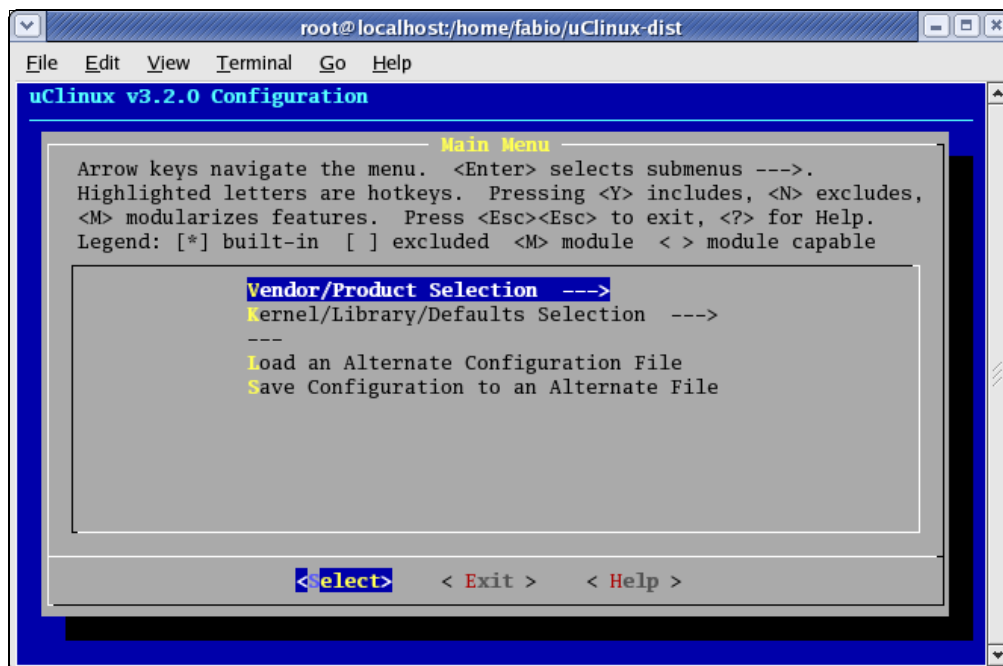 root@localhost:/home/fabio/uClinux-dist
File Edit View Terminal Go Help
uClinux v3.2.0 Configuration
Main Menu
Arrow keys navigate the menu. <Enter> selects submenus --->.
Highlighted letters are hotkeys. Pressing <Y> includes, <N> excludes,
<M> modularizes features. Press <Esc><Esc> to exit, <?> for Help.
Legend: [*] built-in [ ] excluded <M> module < > module capable
Vendor/Product Selection --->
Kernel/Library/Defaults Selection --->
---
Load an Alternate Configuration File
Save Configuration to an Alternate File
<Select> < Exit > < Help >